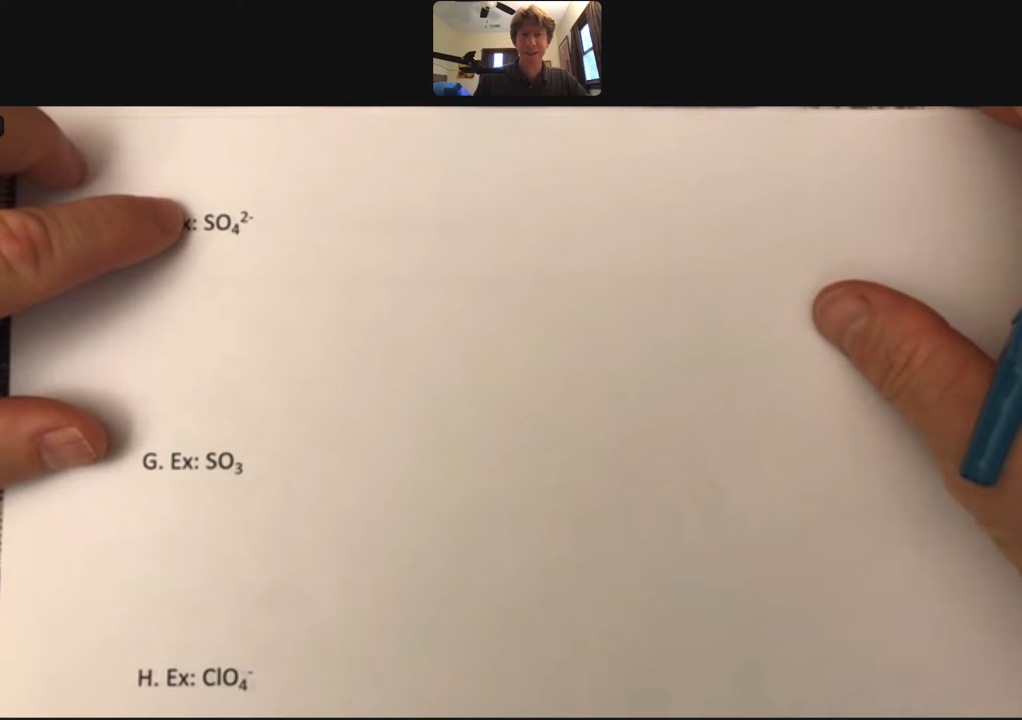 x: SO₄²⁻
G. Ex: SO₃
H. Ex: ClO₄⁻